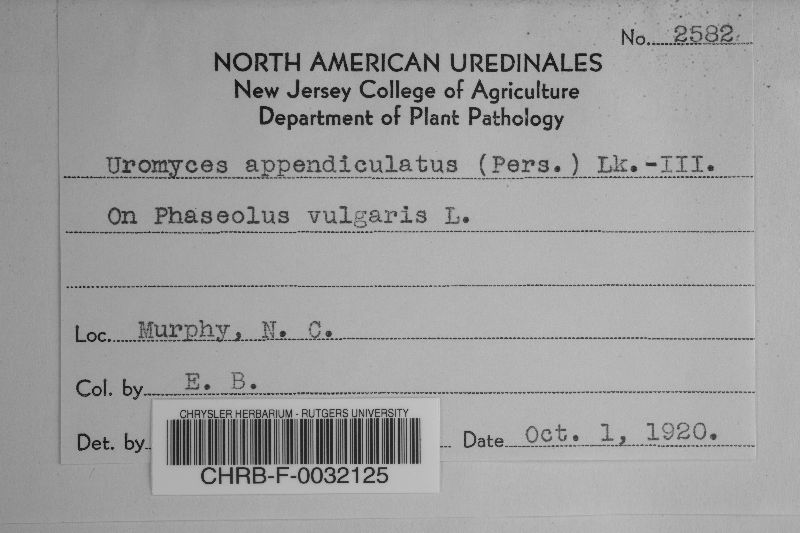 No. 2582
NORTH AMERICAN UREDINALES
New Jersey College of Agriculture
Department of Plant Pathology
Uromyces appendiculatus (Pers.) Lk.-III.
On Phaseolus vulgaris L.
Loc. Murphy, N. C.
Col. by E. B.
Det. by Date Oct. 1, 1920.
CHRYSLER HERBARIUM - RUTGERS UNIVERSITY
CHRB-F-0032125